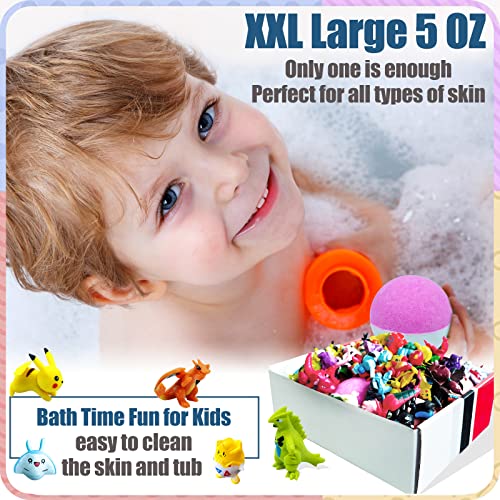 XXL Large 5 OZ
Only one is enough
Perfect for all types of skin
Bath Time Fun for Kids
easy to clean
the skin and tub